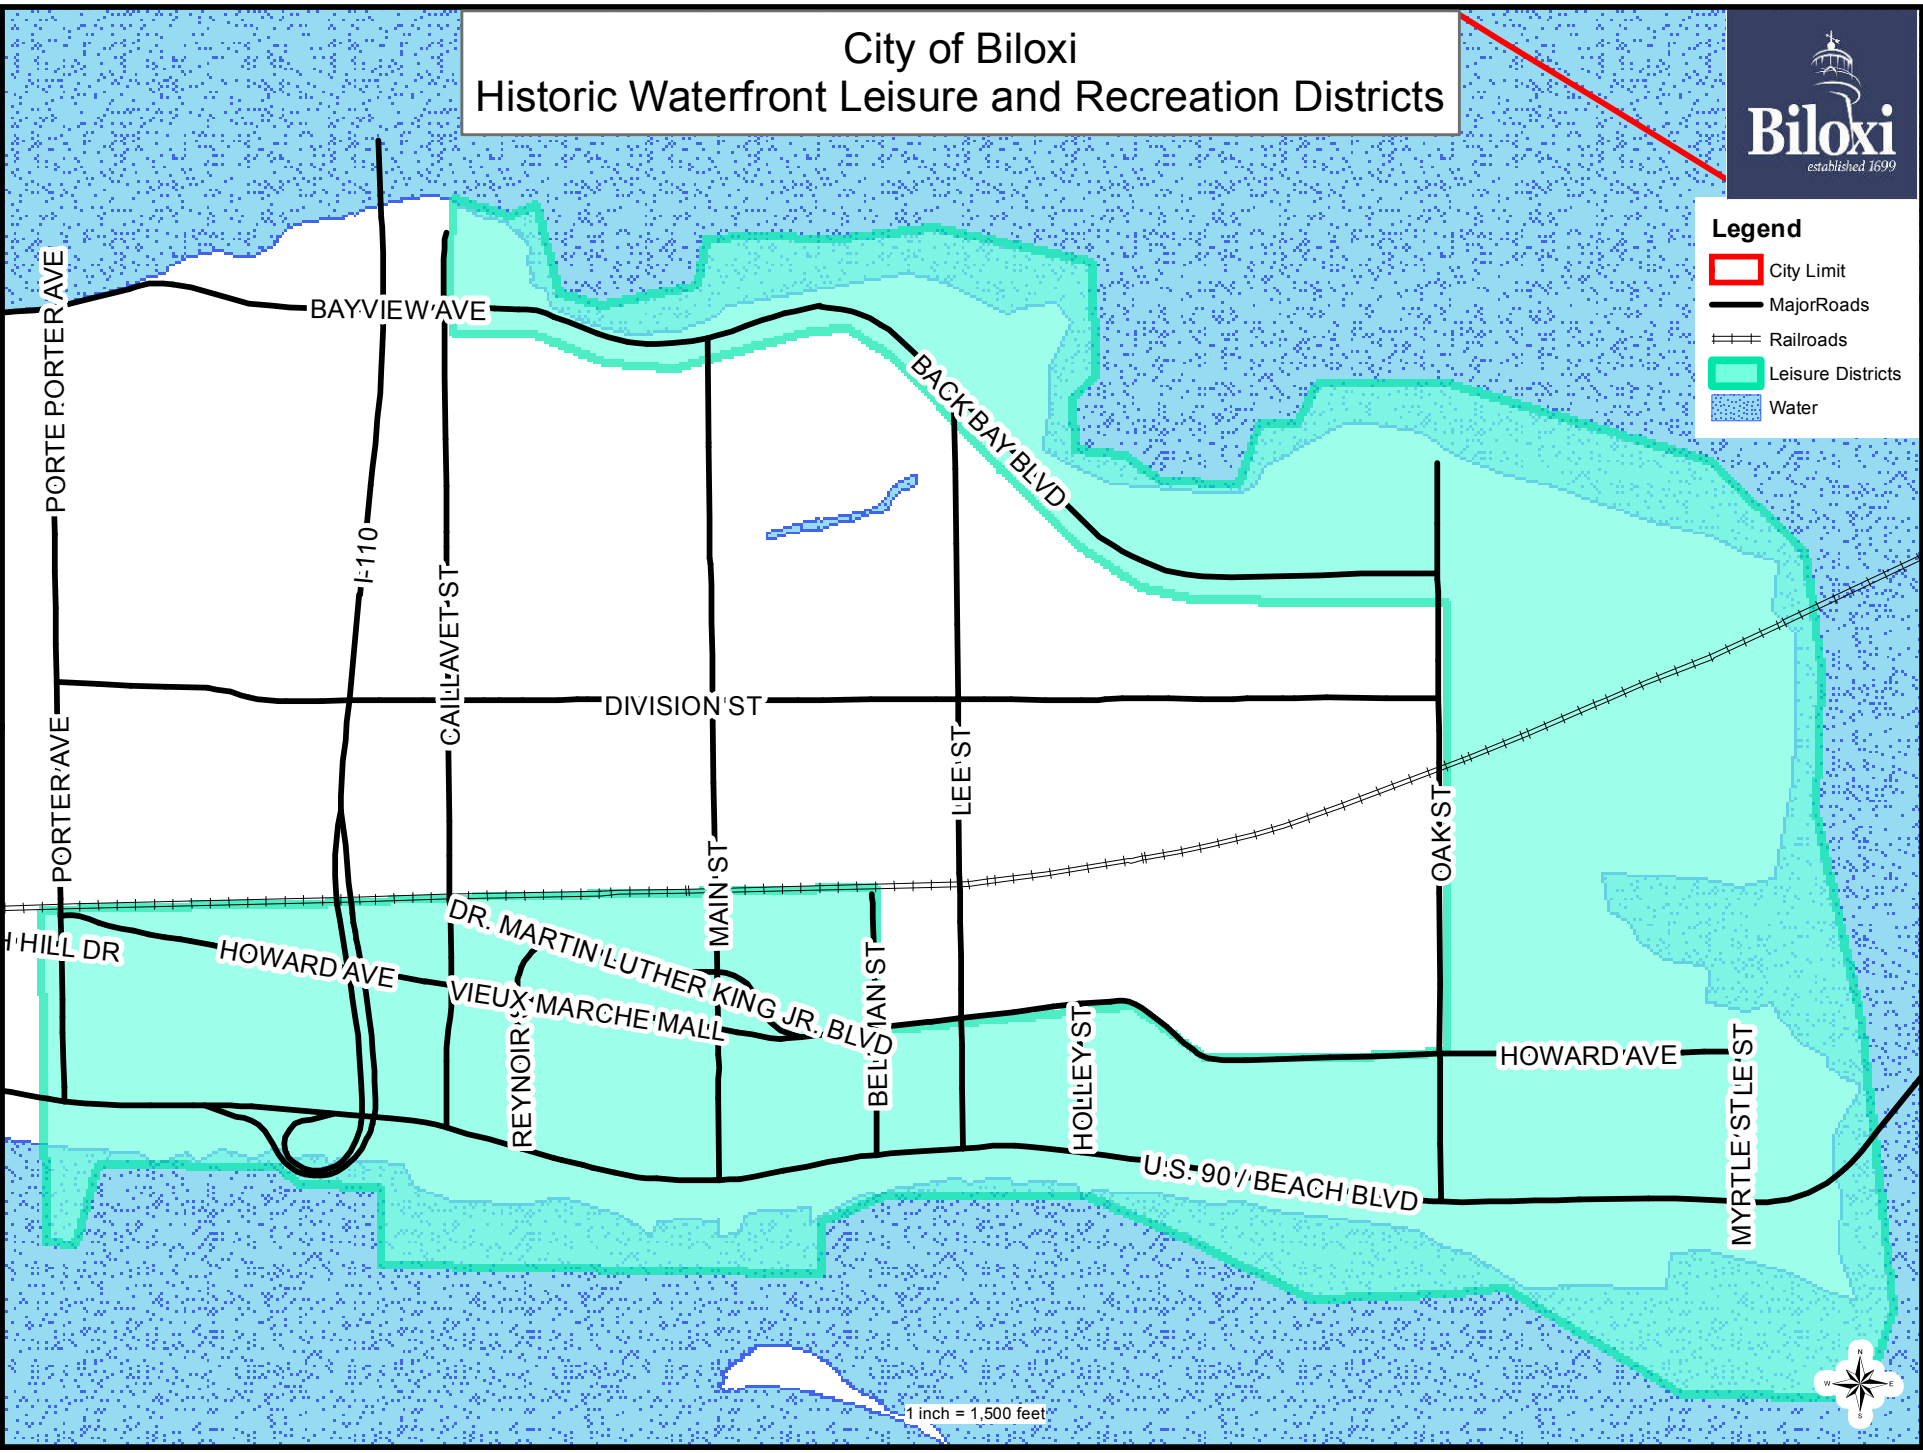 City of Biloxi
Historic Waterfront Leisure and Recreation Districts
Biloxi
established 1699
Legend
City Limit
MajorRoads
Railroads
Leisure Districts
Water
PORTE PORTER AVE
BAYVIEW AVE
BACK BAY BLVD
I-110
CAILLAVET ST
DIVISION ST
PORTER AVE
LEE ST
MAIN ST
OAK ST
H HILL DR
HOWARD AVE
DR. MARTIN LUTHER KING JR. BLVD
VIEUX MARCHE MALL
REYNOIR S
BELLMAN ST
HOLLEY ST
HOWARD AVE
MYRTLE ST LE ST
U.S. 90 / BEACH BLVD
1 inch = 1,500 feet
N
W
E
S